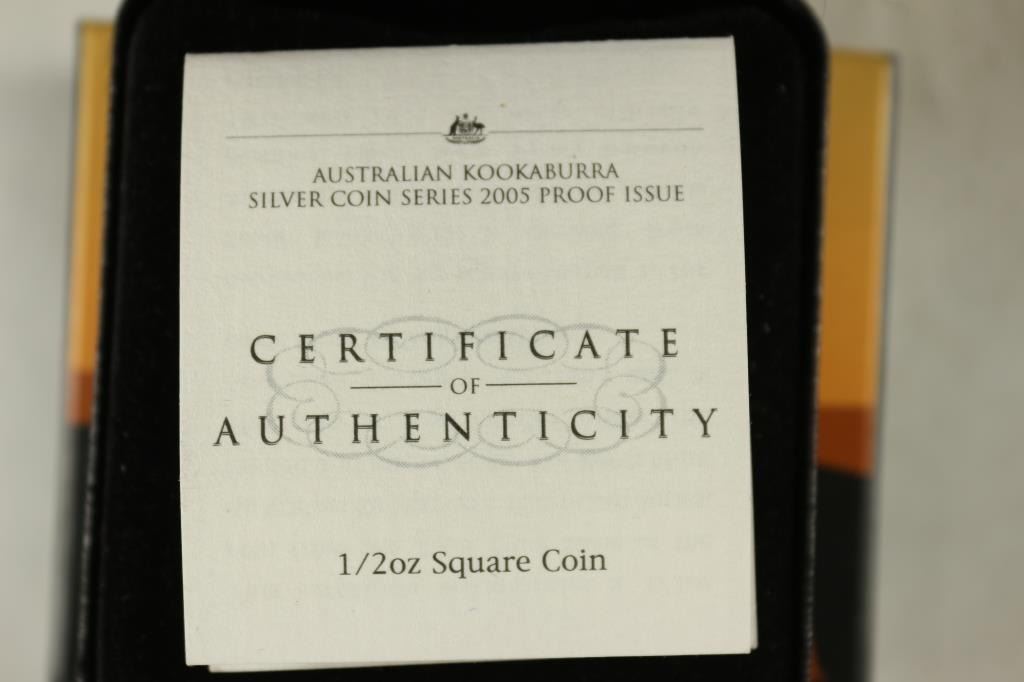 AUSTRALIAN KOOKABURRA
SILVER COIN SERIES 2005 PROOF ISSUE
CERTIFICATE
OF
AUTHENTICITY
1/2oz Square Coin